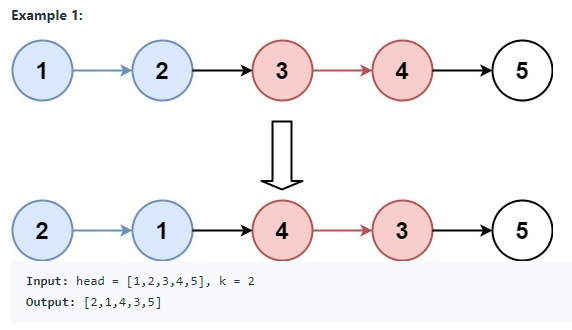 Example 1:
1 2 3 4 5
2 1 4 3 5
Input: head = [1,2,3,4,5], k = 2
Output: [2,1,4,3,5]